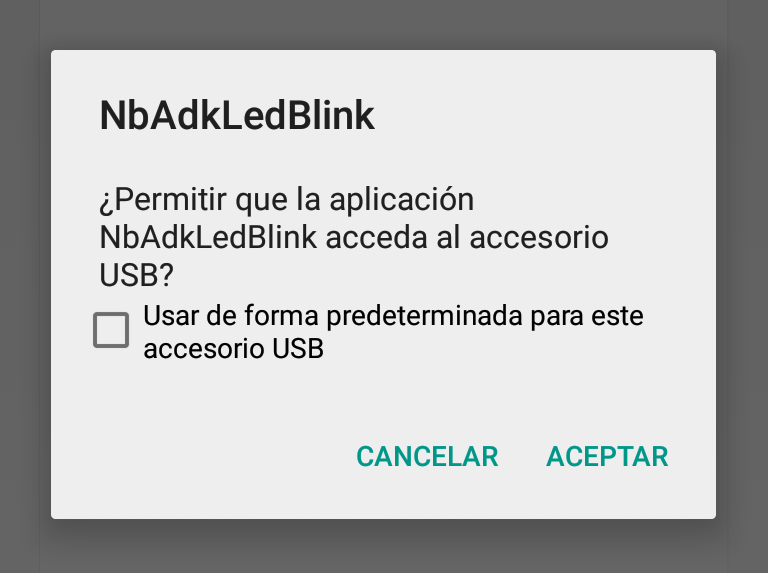 NbAdkLedBlink
¿Permitir que la aplicación
NbAdkLedBlink acceda al accesorio
USB?
Usar de forma predeterminada para este
accesorio USB
CANCELAR ACEPTAR